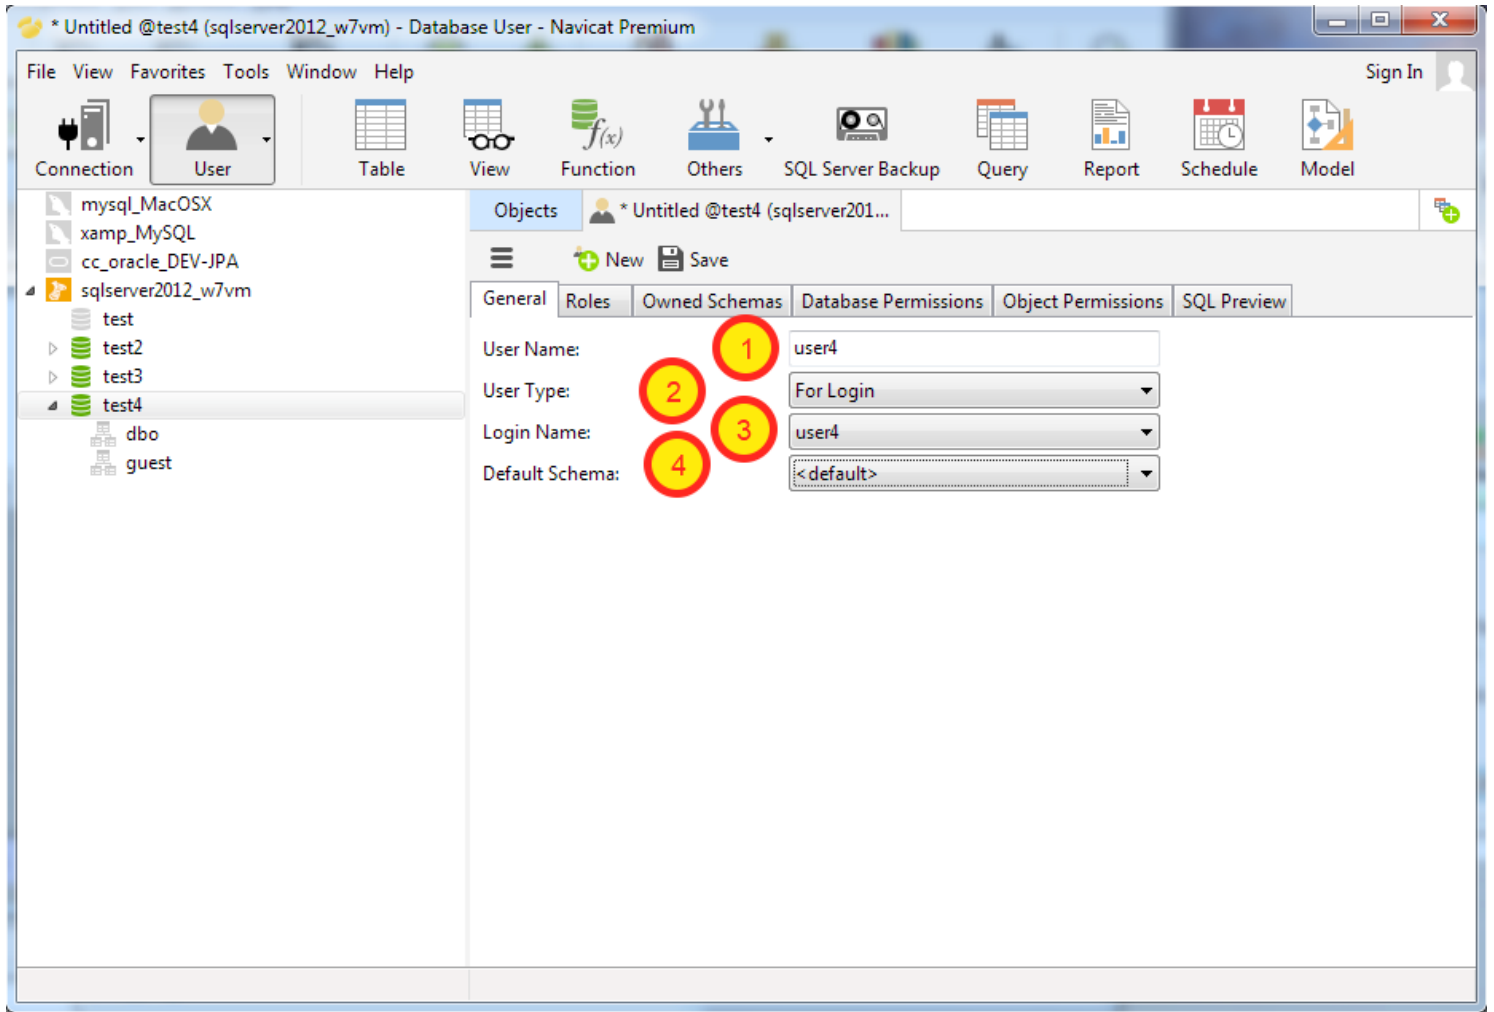 * Untitled @test4 (sqlserver2012_w7vm) - Database User - Navicat Premium
File View Favorites Tools Window Help Sign In
Connection User Table View Function Others SQL Server Backup Query Report Schedule Model
mysql_MacOSX
xamp_MySQL
cc_oracle_DEV-JPA
sqlserver2012_w7vm
test
test2
test3
test4
dbo
guest
Objects * Untitled @test4 (sqlserver201...
New Save
General Roles Owned Schemas Database Permissions Object Permissions SQL Preview
User Name: 1 user4
User Type: 2 For Login
Login Name: 3 user4
Default Schema: 4 <default>